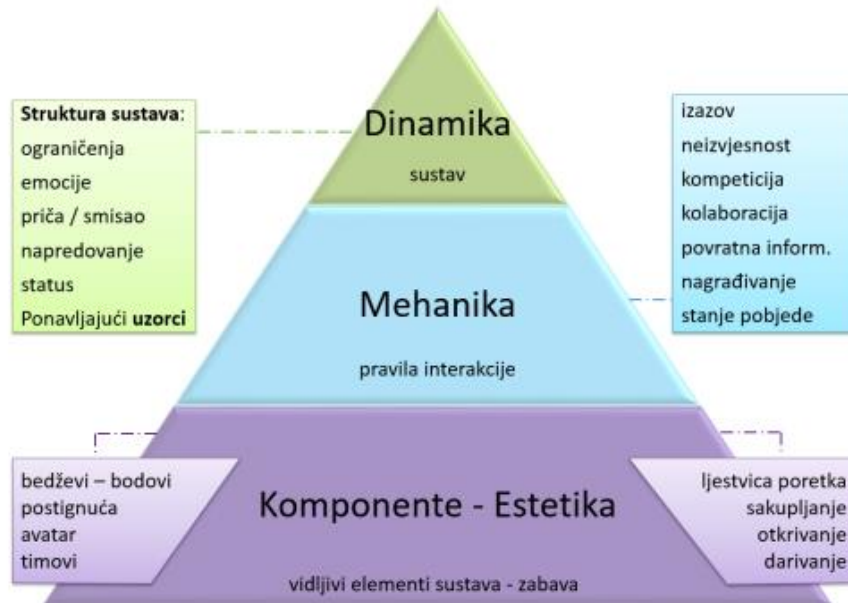 Dinamika
sustav
Struktura sustava:
ograničenja
emocije
priča / smisao
napredovanje
status
Ponavljajući uzorci
izazov
neizvjesnost
kompeticija
kolaboracija
povratna inform.
nagrađivanje
stanje pobjede
Mehanika
pravila interakcije
bedževi – bodovi
postignuća
avatar
timovi
Komponente - Estetika
vidljivi elementi sustava - zabava
ljestvica poretka
sakupljanje
otkrivanje
darivanje